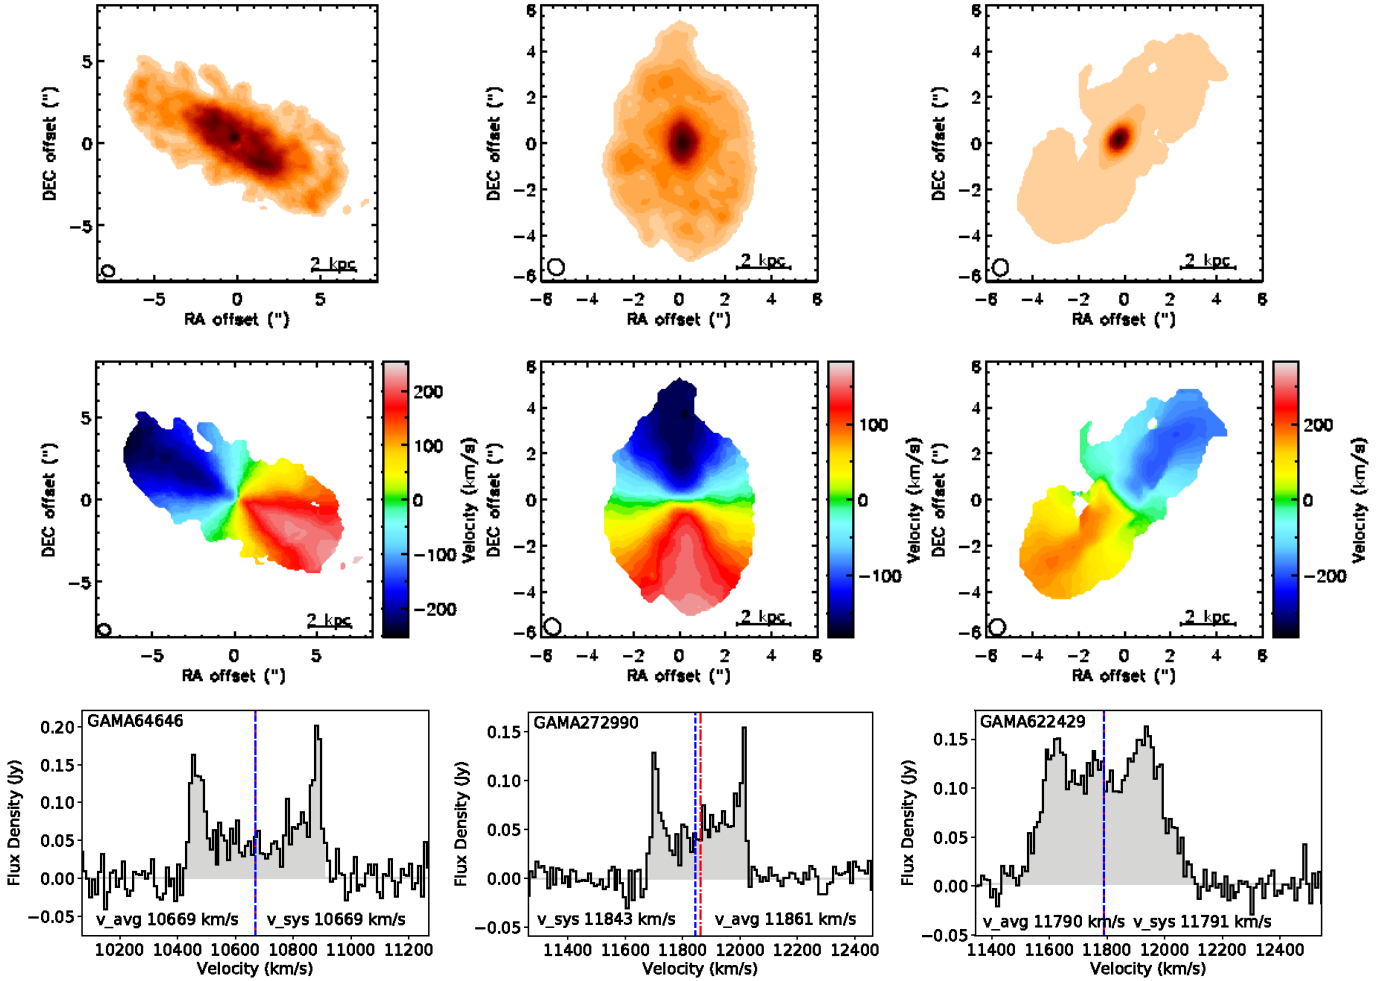 5
0
−5
DEC offset (")
2 kpc
−5 0 5
RA offset (")
6
4
2
0
−2
−4
−6
DEC offset (")
2 kpc
−6 −4 −2 0 2 4 6
RA offset (")
6
4
2
0
−2
−4
−6
DEC offset (")
2 kpc
−6 −4 −2 0 2 4 6
RA offset (")
5
0
−5
DEC offset (")
2 kpc
−5 0 5
RA offset (")
200
100
0
−100
−200
Velocity (km/s)
6
4
2
0
−2
−4
−6
DEC offset (")
2 kpc
−6 −4 −2 0 2 4 6
RA offset (")
100
0
−100
Velocity (km/s)
6
4
2
0
−2
−4
−6
DEC offset (")
2 kpc
−6 −4 −2 0 2 4 6
RA offset (")
200
0
−200
Velocity (km/s)
GAMA64646
0.20
0.15
0.10
0.05
0.00
−0.05
Flux Density (Jy)
v_avg 10669 km/s v_sys 10669 km/s
10200 10400 10600 10800 11000 11200
Velocity (km/s)
GAMA272990
0.15
0.10
0.05
0.00
−0.05
Flux Density (Jy)
v_sys 11843 km/s v_avg 11861 km/s
11400 11600 11800 12000 12200 12400
Velocity (km/s)
GAMA622429
0.15
0.10
0.05
0.00
−0.05
Flux Density (Jy)
v_avg 11790 km/s v_sys 11791 km/s
11400 11600 11800 12000 12200 12400
Velocity (km/s)